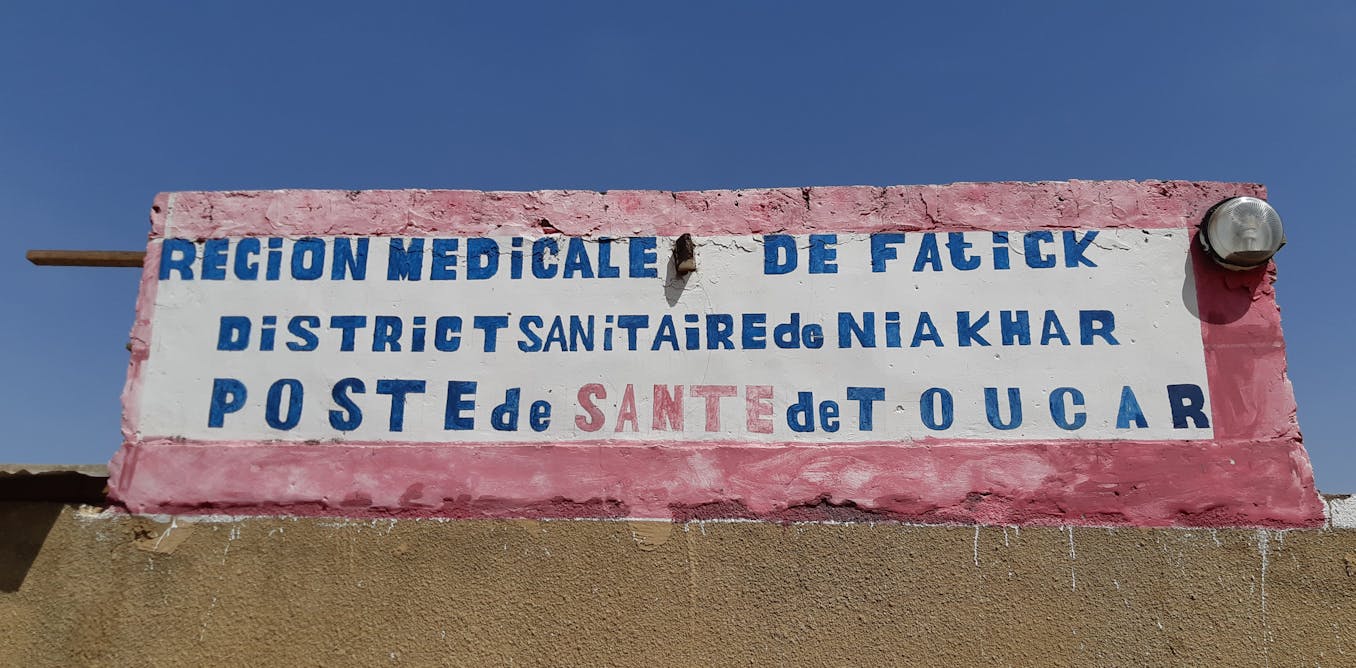 REGiON MEDiCALE DE FAtiCK
DiSTRiCT SANiTAiRE de NiAKHAR
POSTE de SANTE de TOUCAR